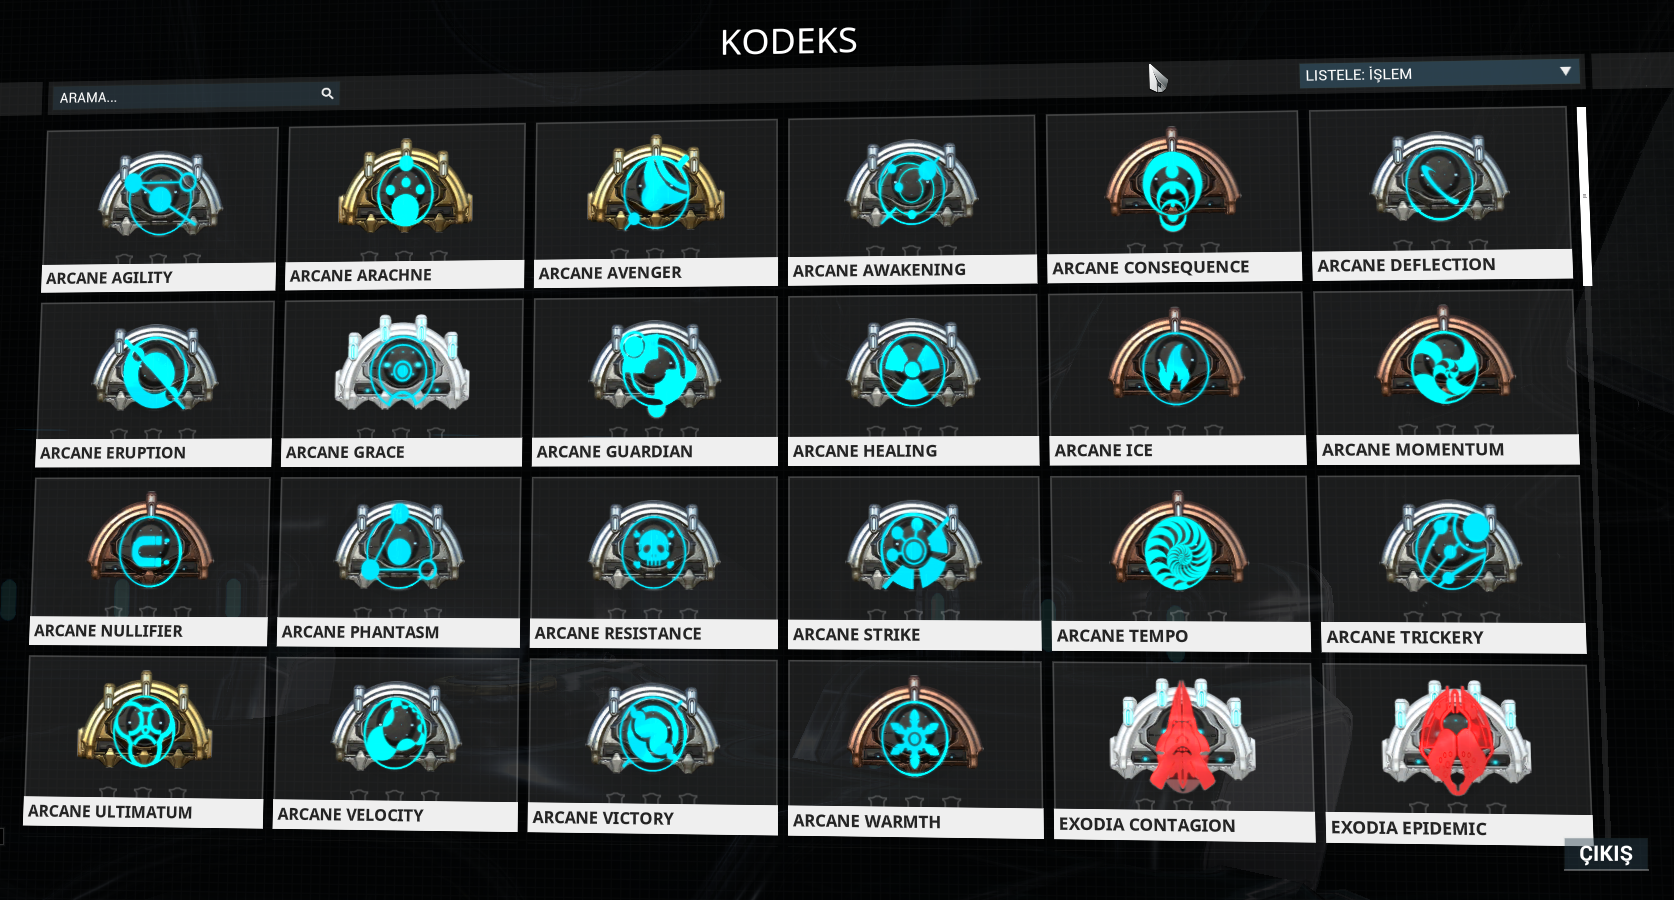 KODEKS
ARAMA...
LISTELE: İŞLEM
ARCANE AGILITY
ARCANE ARACHNE
ARCANE AVENGER
ARCANE AWAKENING
ARCANE CONSEQUENCE
ARCANE DEFLECTION
ARCANE ERUPTION
ARCANE GRACE
ARCANE GUARDIAN
ARCANE HEALING
ARCANE ICE
ARCANE MOMENTUM
ARCANE NULLIFIER
ARCANE PHANTASM
ARCANE RESISTANCE
ARCANE STRIKE
ARCANE TEMPO
ARCANE TRICKERY
ARCANE ULTIMATUM
ARCANE VELOCITY
ARCANE VICTORY
ARCANE WARMTH
EXODIA CONTAGION
EXODIA EPIDEMIC
ÇIKIŞ